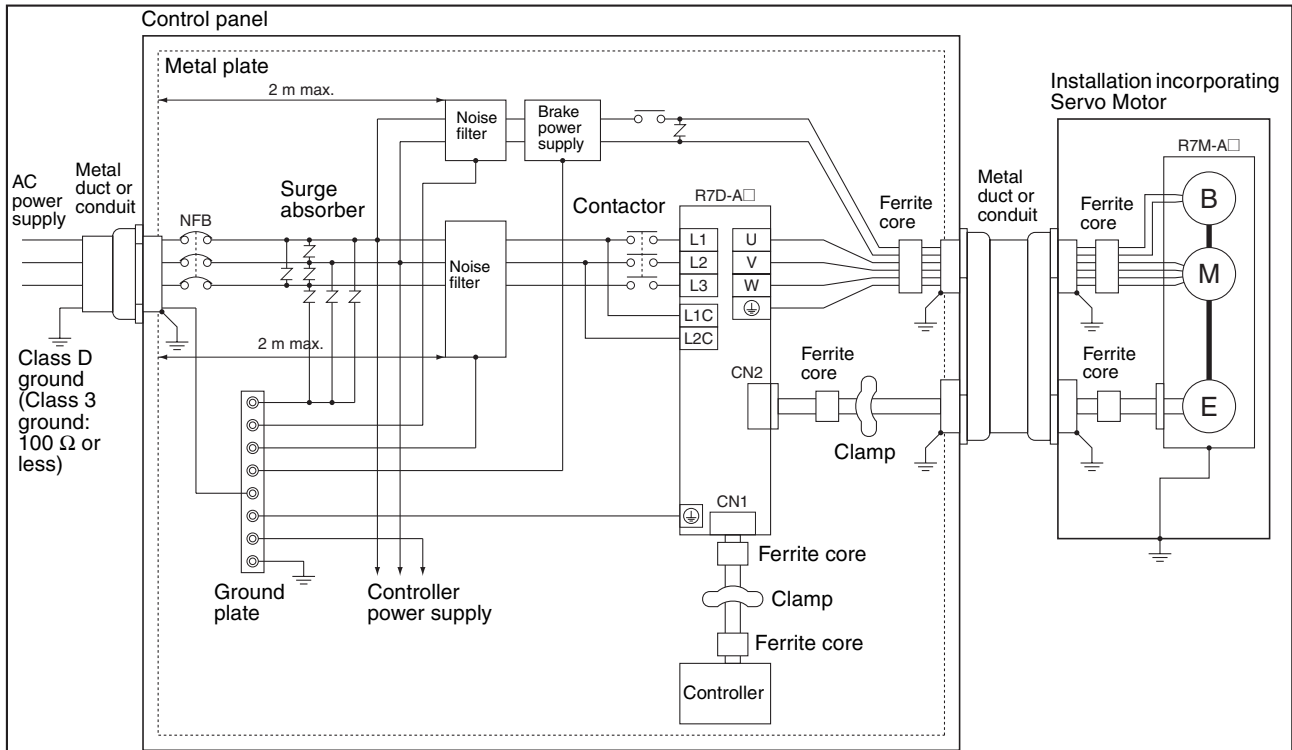 Control panel
Metal plate
2 m max.
Noise
filter
Brake
power
supply
Installation incorporating
Servo Motor
R7M-A□
AC
power
supply
Metal
duct or
conduit
NFB
Surge
absorber
Contactor
R7D-A□
Ferrite
core
Metal
duct or
conduit
Ferrite
core
B
L1
U
L2
V
L3
W
L1C
L2C
Noise
filter
M
2 m max.
Class D
ground
(Class 3
ground:
100 Ω or
less)
CN2
Ferrite
core
Clamp
Ferrite
core
E
CN1
Ground
plate
Controller
power supply
Ferrite core
Clamp
Ferrite core
Controller